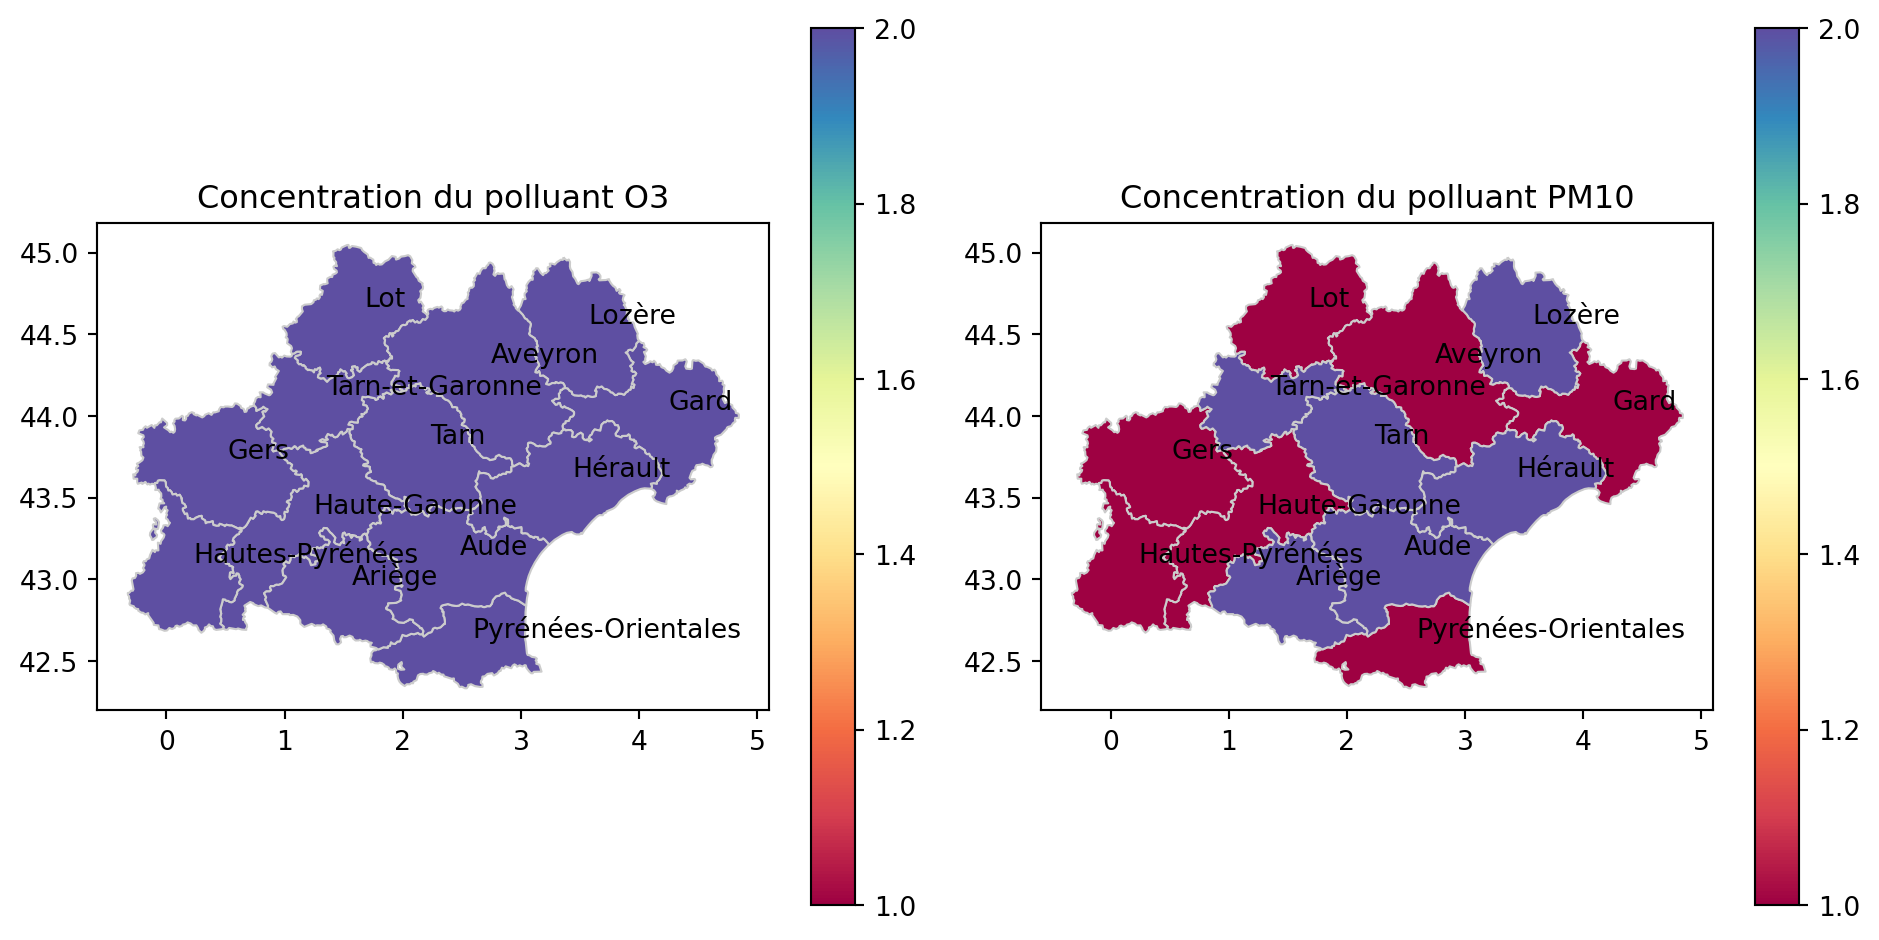 Concentration du polluant O3
45.0
44.5
44.0
43.5
43.0
42.5
0 1 2 3 4 5
Lot
Lozère
Aveyron
Tarn-et-Garonne
Gard
Tarn
Gers
Hérault
Haute-Garonne
Aude
Hautes-Pyrénées
Ariège
Pyrénées-Orientales
2.0
1.8
1.6
1.4
1.2
1.0
Concentration du polluant PM10
45.0
44.5
44.0
43.5
43.0
42.5
0 1 2 3 4 5
Lot
Lozère
Aveyron
Tarn-et-Garonne
Gard
Tarn
Gers
Hérault
Haute-Garonne
Aude
Hautes-Pyrénées
Ariège
Pyrénées-Orientales
2.0
1.8
1.6
1.4
1.2
1.0